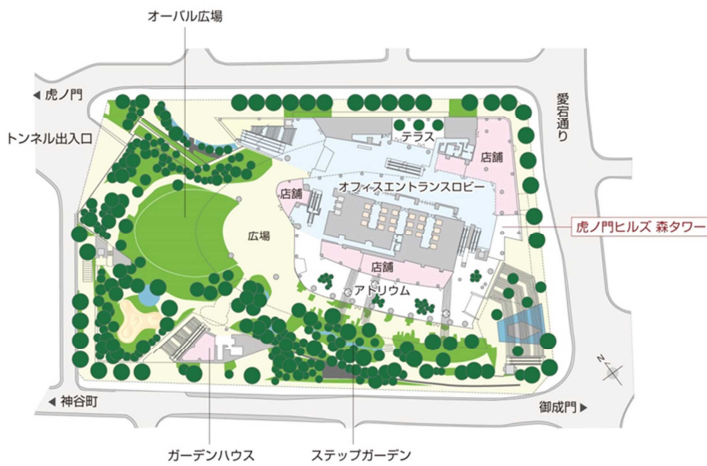 オーバル広場
虎ノ門
愛宕通り
トンネル出入口
テラス
店舗
オフィスエントランスロビー
店舗
広場
虎ノ門ヒルズ 森タワー
店舗
アトリウム
N
神谷町
御成門
ガーデンハウス
ステップガーデン